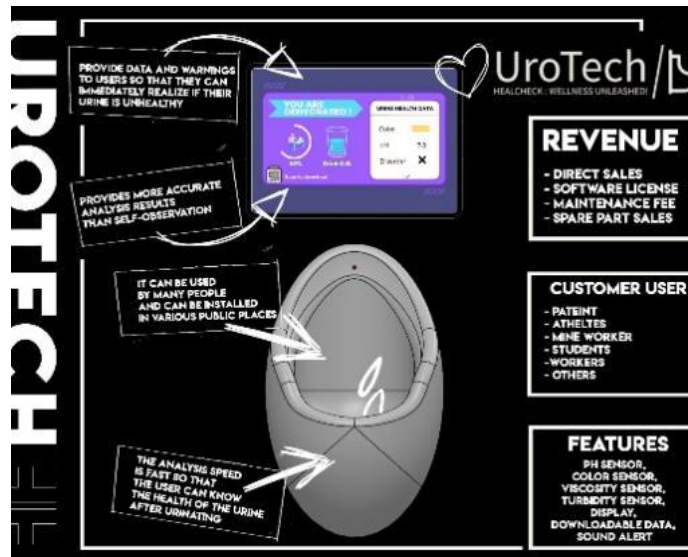 UROTECH
PROVIDE DATA AND WARNINGS
TO USERS SO THAT THEY CAN
IMMEDIATELY REALIZE IF THEIR
URINE IS UNHEALTHY
YOU ARE
DEHYDRATED!
URINE HEALTH DATA
Color
pH
7.0
Disorder
UroTech
HEALCHECK : WELLNESS UNLEASHED!
PROVIDES MORE ACCURATE
ANALYSIS RESULTS
THAN SELF-OBSERVATION
REVENUE
- DIRECT SALES
- SOFTWARE LICENSE
- MAINTENANCE FEE
- SPARE PART SALES
IT CAN BE USED
BY MANY PEOPLE
AND CAN BE INSTALLED
IN VARIOUS PUBLIC PLACES
CUSTOMER USER
- PATEINT
- ATHELTES
- MINE WORKER
- STUDENTS
- WORKERS
- OTHERS
THE ANALYSIS SPEED
IS FAST SO THAT
THE USER CAN KNOW
THE HEALTH OF THE URINE
AFTER URINATING
FEATURES
PH SENSOR,
COLOR SENSOR,
VISCOSITY SENSOR,
TURBIDITY SENSOR,
DISPLAY,
DOWNLOADABLE DATA,
SOUND ALERT